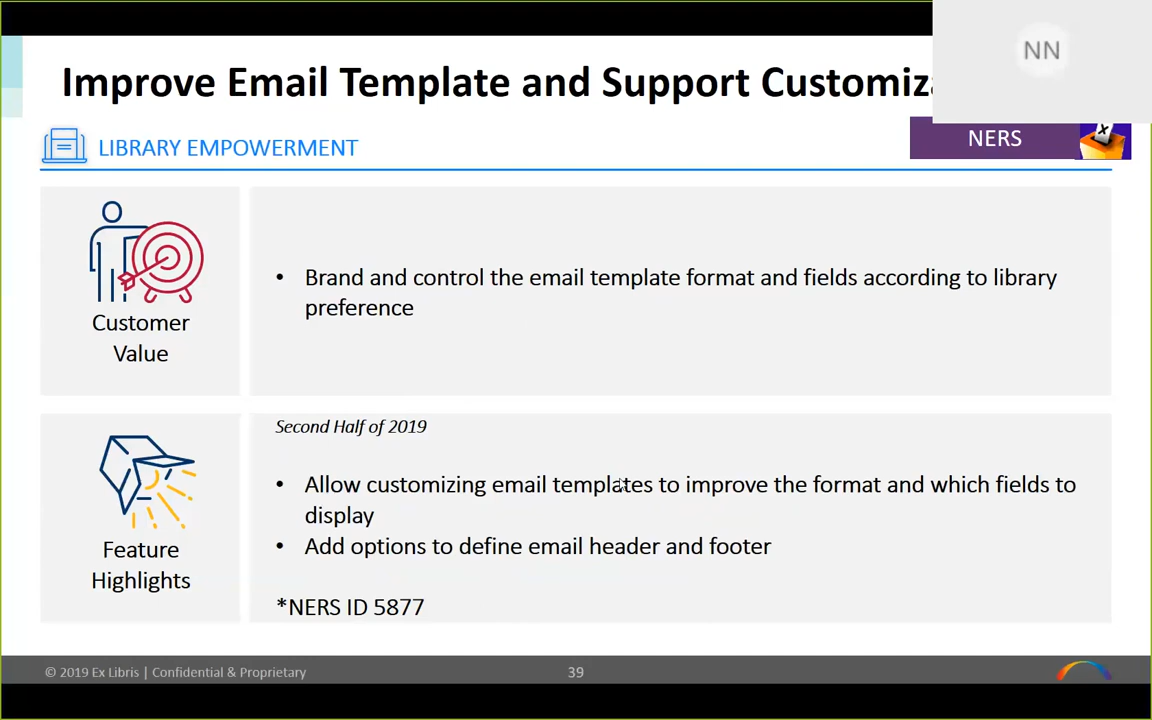 NN
Improve Email Template and Support Customiza
LIBRARY EMPOWERMENT
NERS
Customer
Value
• Brand and control the email template format and fields according to library
preference
Feature
Highlights
Second Half of 2019
• Allow customizing email templates to improve the format and which fields to
display
• Add options to define email header and footer
*NERS ID 5877
© 2019 Ex Libris | Confidential & Proprietary
39